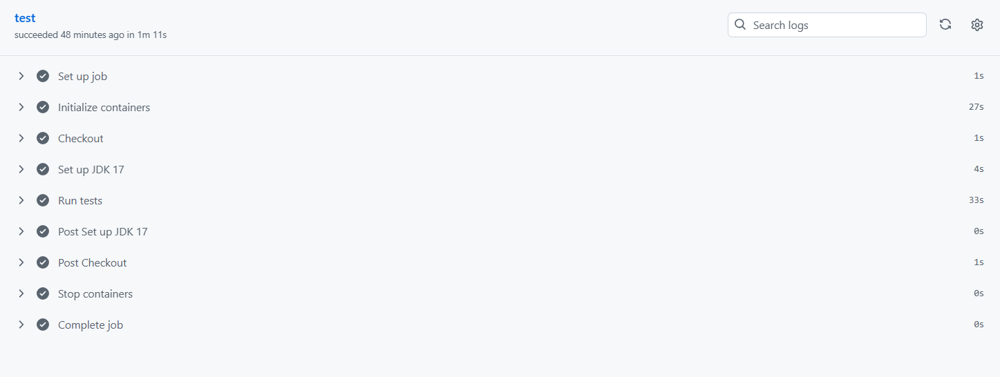 test
succeeded 48 minutes ago in 1m 11s
Search logs
Set up job 1s
Initialize containers 27s
Checkout 1s
Set up JDK 17 4s
Run tests 33s
Post Set up JDK 17 0s
Post Checkout 1s
Stop containers 0s
Complete job 0s